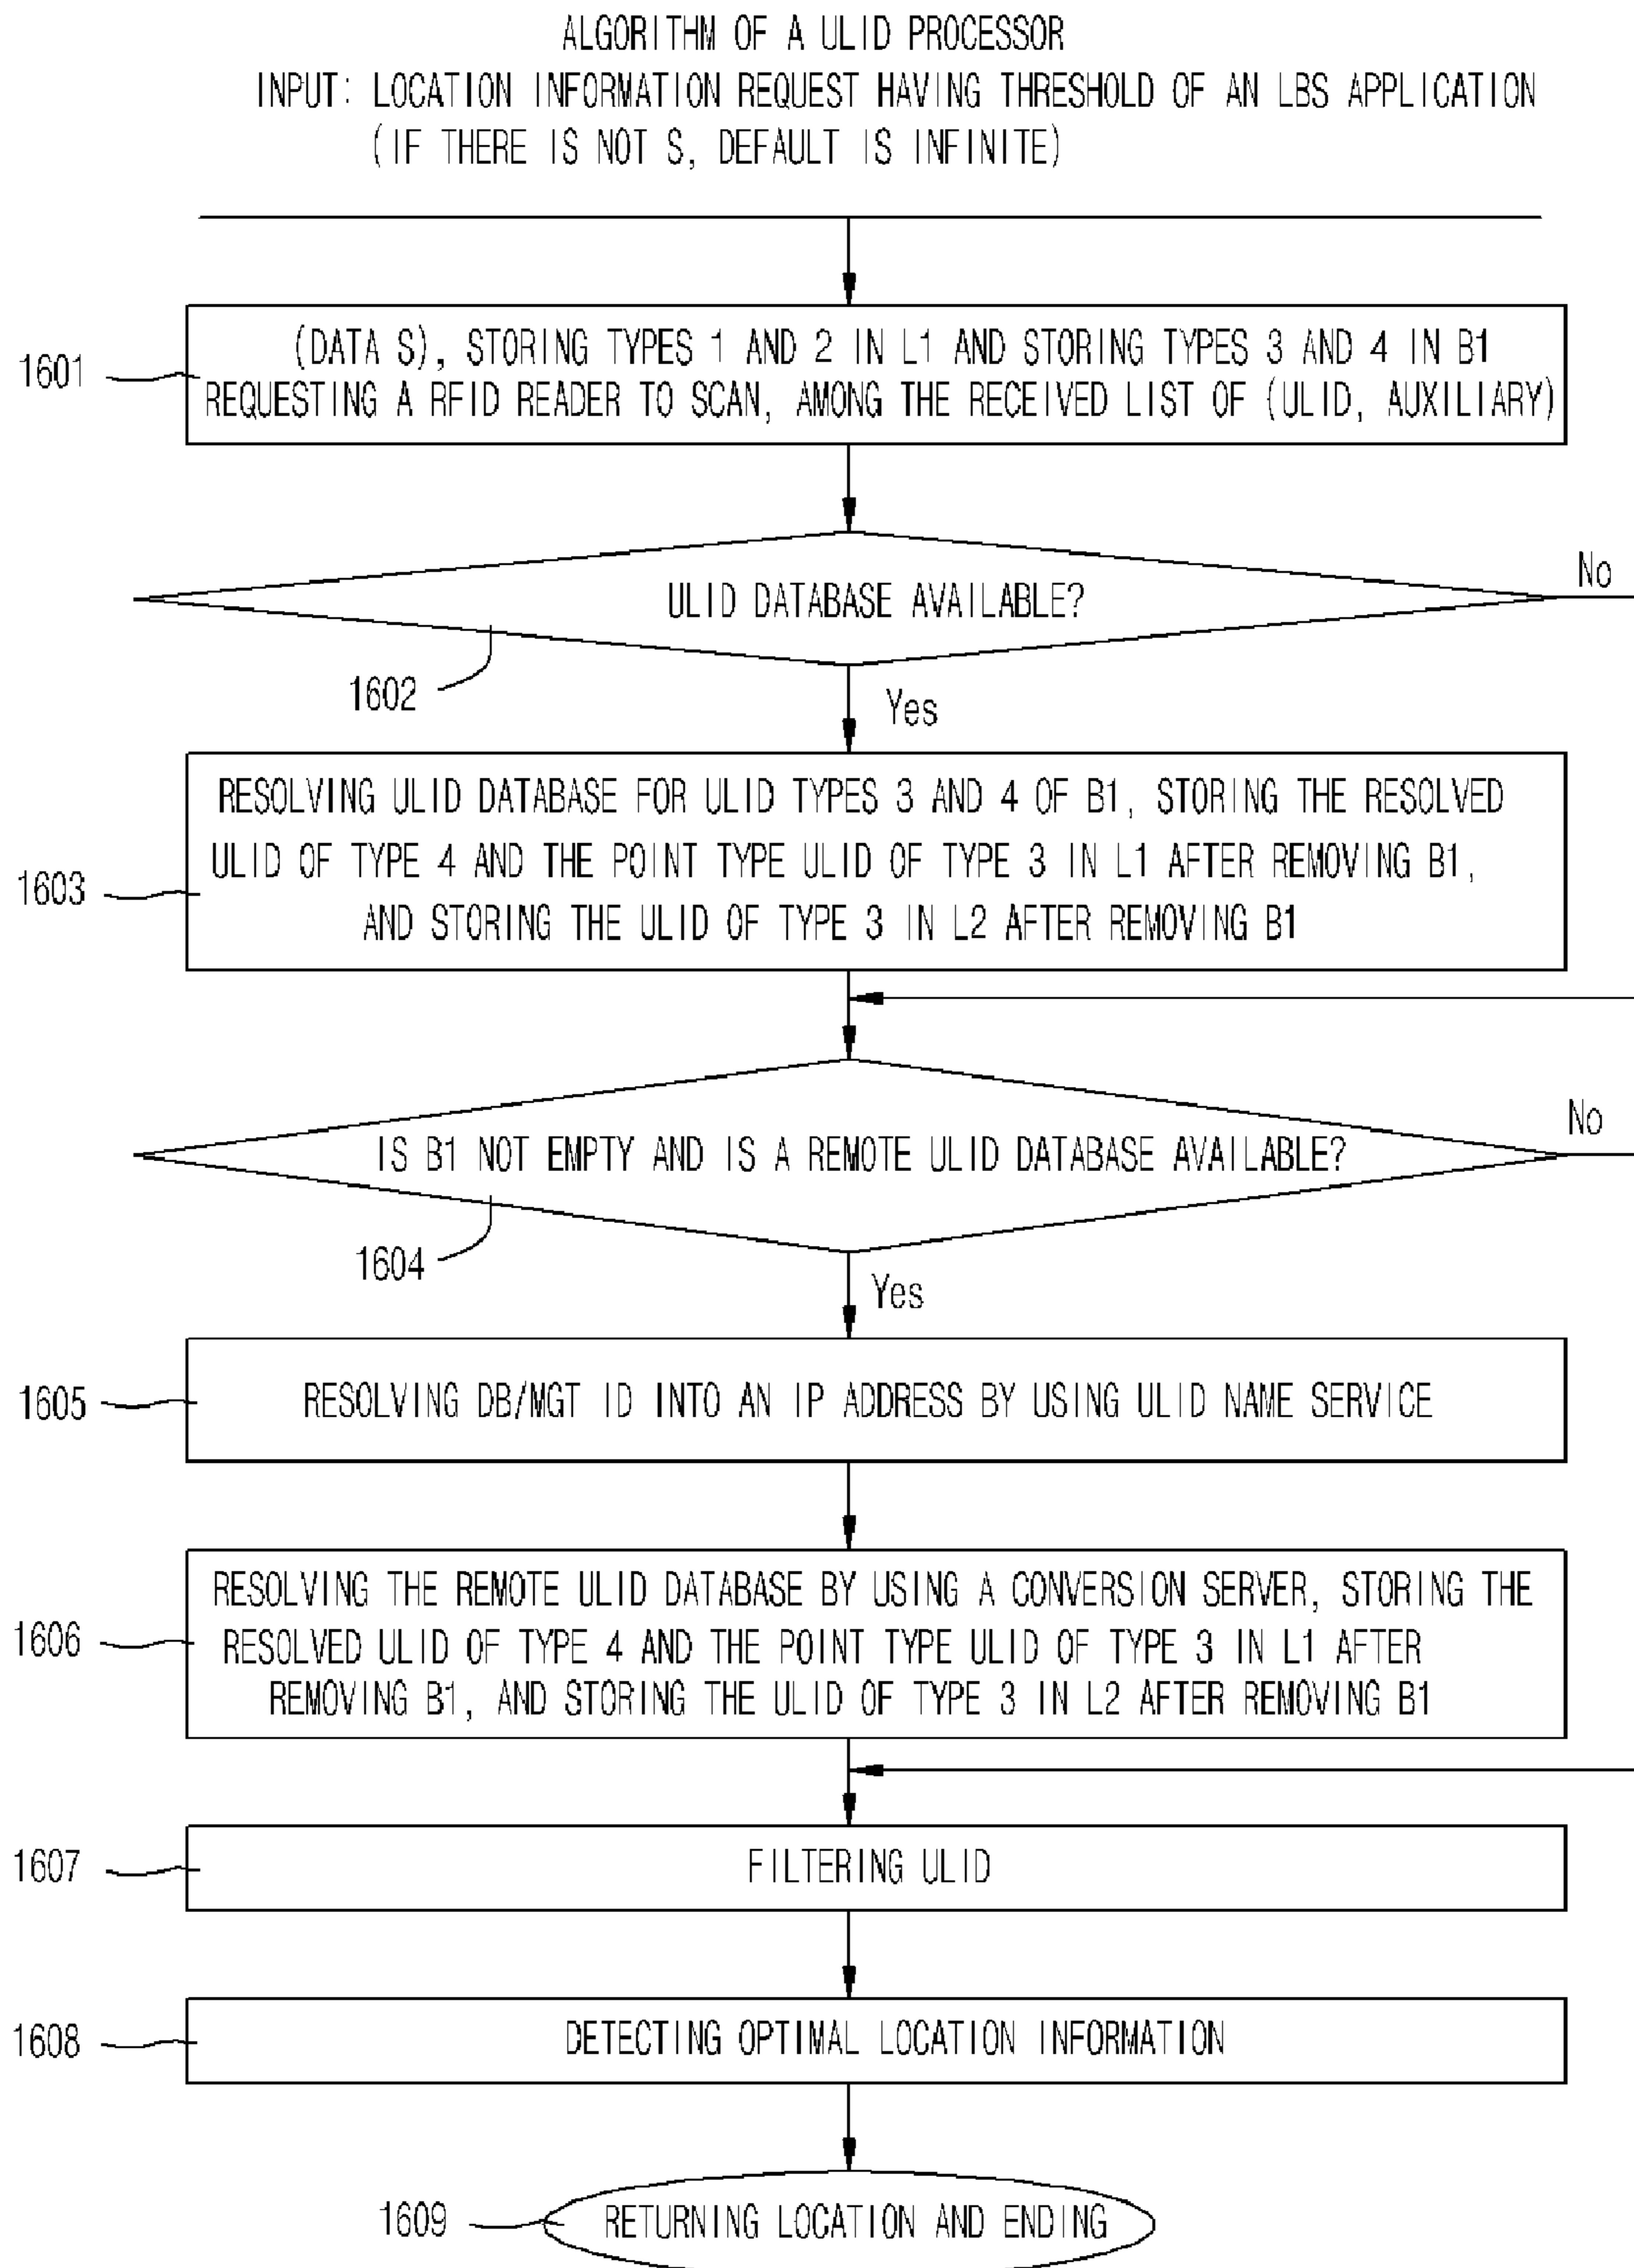 ALGORITHM OF A ULID PROCESSOR
INPUT: LOCATION INFORMATION REQUEST HAVING THRESHOLD OF AN LBS APPLICATION
(IF THERE IS NOT S, DEFAULT IS INFINITE)
1601
(DATA S), STORING TYPES 1 AND 2 IN L1 AND STORING TYPES 3 AND 4 IN B1
REQUESTING A RFID READER TO SCAN, AMONG THE RECEIVED LIST OF (ULID, AUXILIARY)
ULID DATABASE AVAILABLE?
No
1602
Yes
1603
RESOLVING ULID DATABASE FOR ULID TYPES 3 AND 4 OF B1, STORING THE RESOLVED
ULID OF TYPE 4 AND THE POINT TYPE ULID OF TYPE 3 IN L1 AFTER REMOVING B1,
AND STORING THE ULID OF TYPE 3 IN L2 AFTER REMOVING B1
IS B1 NOT EMPTY AND IS A REMOTE ULID DATABASE AVAILABLE?
No
1604
Yes
1605
RESOLVING DB/MGT ID INTO AN IP ADDRESS BY USING ULID NAME SERVICE
1606
RESOLVING THE REMOTE ULID DATABASE BY USING A CONVERSION SERVER, STORING THE
RESOLVED ULID OF TYPE 4 AND THE POINT TYPE ULID OF TYPE 3 IN L1 AFTER
REMOVING B1, AND STORING THE ULID OF TYPE 3 IN L2 AFTER REMOVING B1
1607
FILTERING ULID
1608
DETECTING OPTIMAL LOCATION INFORMATION
1609
RETURNING LOCATION AND ENDING